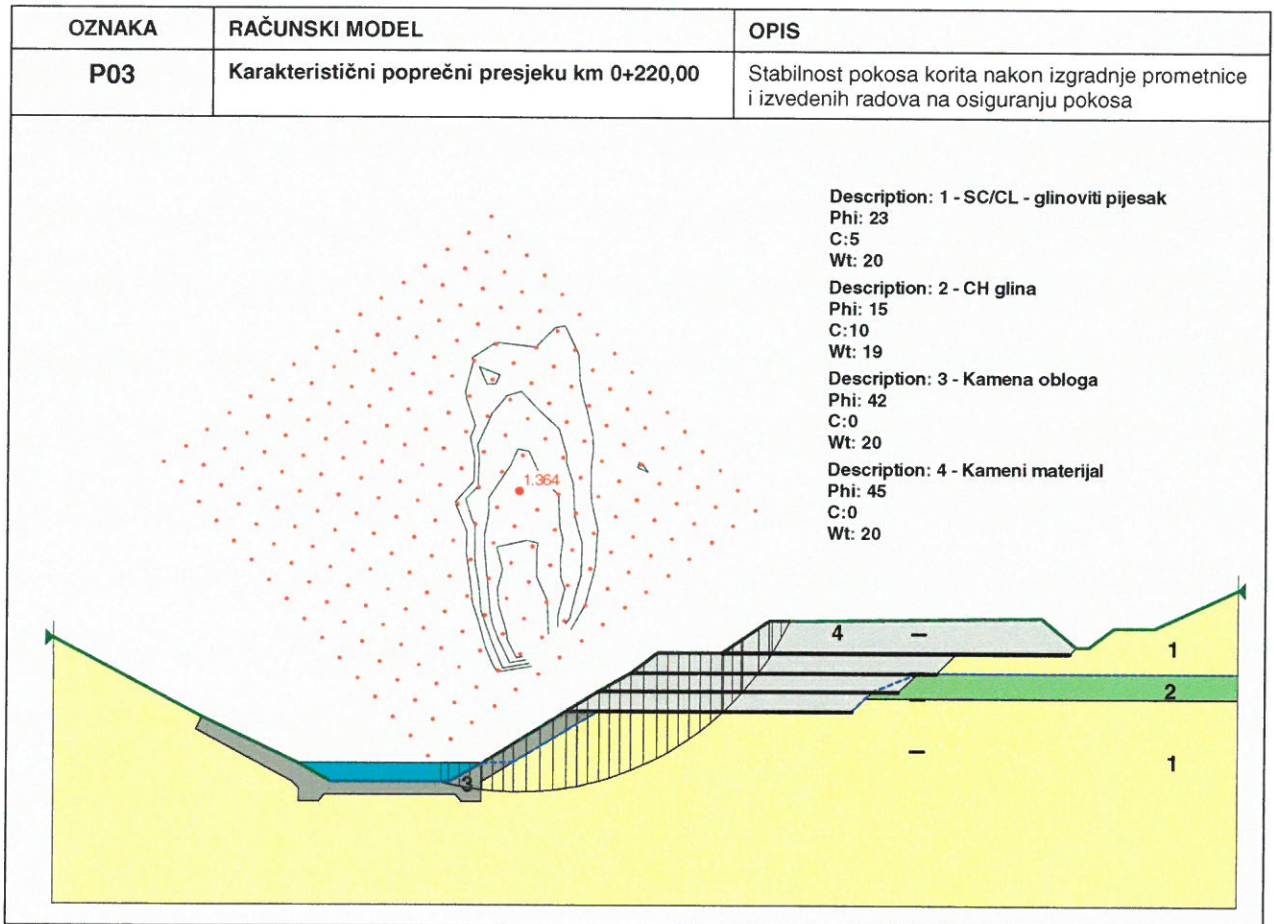 OZNAKA
RAČUNSKI MODEL
OPIS
P03
Karakteristični poprečni presjeku km 0+220,00
Stabilnost pokosa korita nakon izgradnje prometnice
i izvedenih radova na osiguranju pokosa
Description: 1 - SC/CL - glinoviti pijesak
Phi: 23
C:5
Wt: 20
Description: 2 - CH glina
Phi: 15
C:10
Wt: 19
Description: 3 - Kamena obloga
Phi: 42
C:0
Wt: 20
Description: 4 - Kameni materijal
Phi: 45
C:0
Wt: 20
1.364
4
1
2
1
3